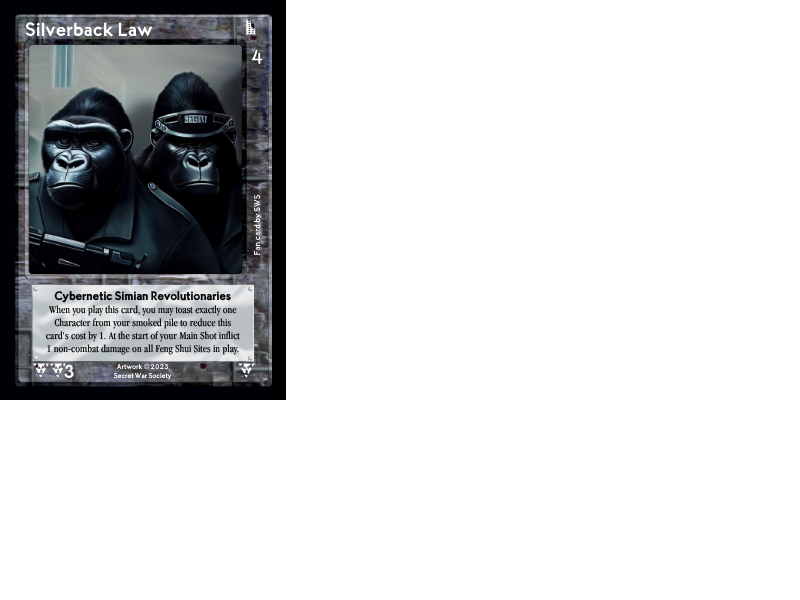 Silverback Law
4
Fan card by SWS
Cybernetic Simian Revolutionaries
When you play this card, you may toast exactly one
Character from your smoked pile to reduce this
card's cost by 1. At the start of your Main Shot inflict
1 non-combat damage on all Feng Shui Sites in play.
3
Artwork © 2023
Secret War Society